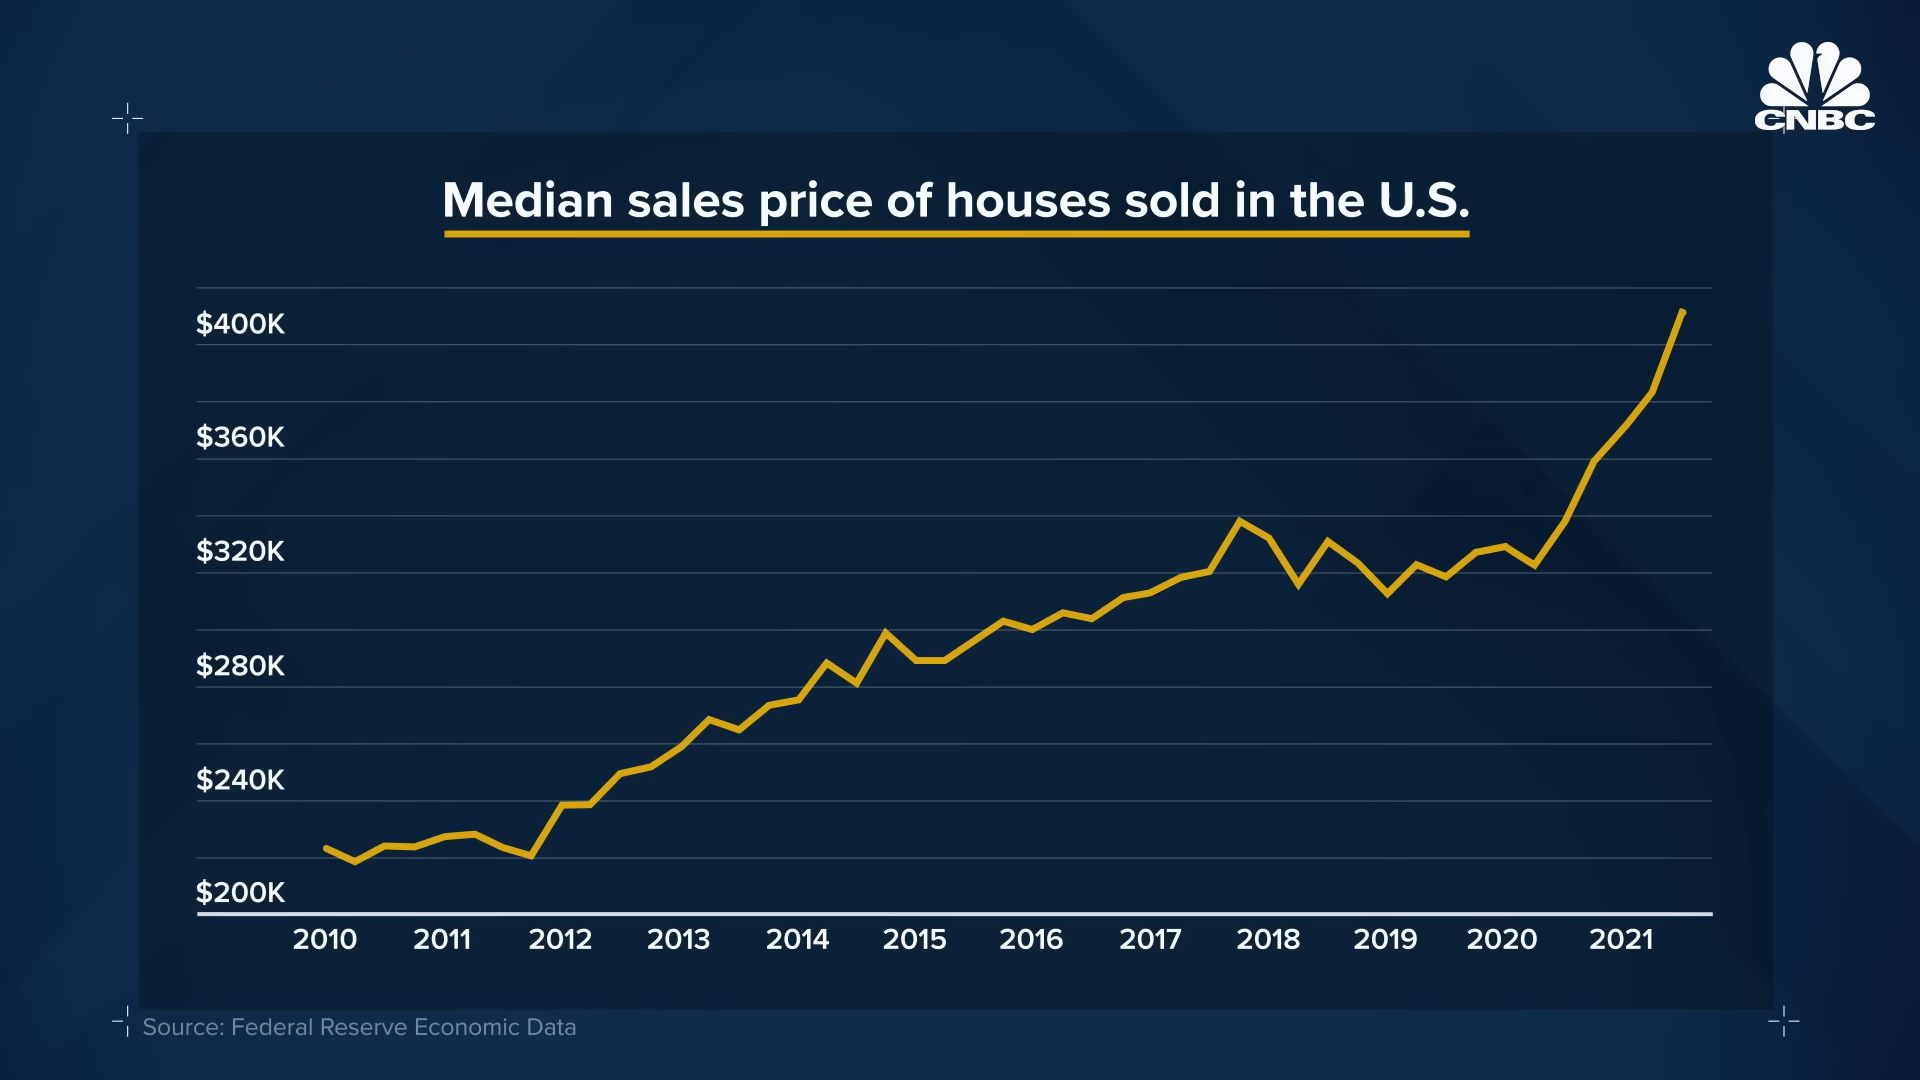 CNBC
Median sales price of houses sold in the U.S.
$400K
$360K
$320K
$280K
$240K
$200K
2010 2011 2012 2013 2014 2015 2016 2017 2018 2019 2020 2021
Source: Federal Reserve Economic Data